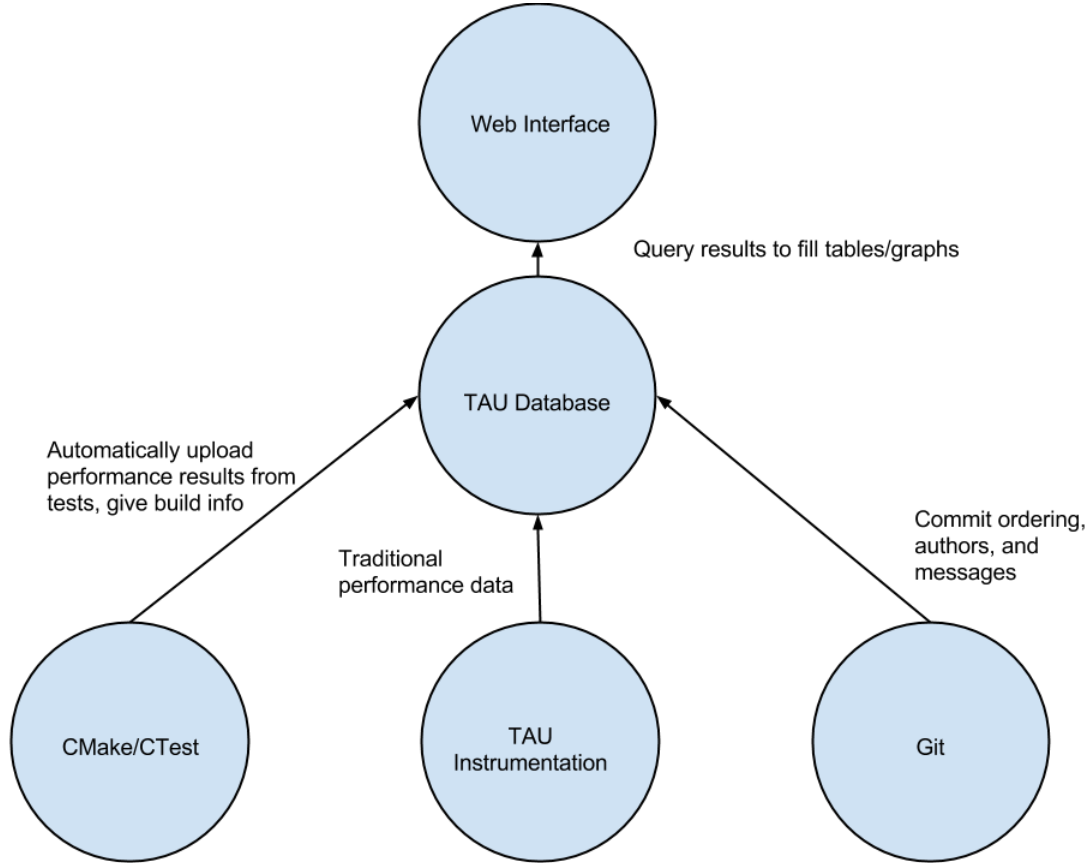 Web Interface
Query results to fill tables/graphs
TAU Database
Automatically upload
performance results from
tests, give build info
Traditional
performance data
Commit ordering,
authors, and
messages
CMake/CTest
TAU
Instrumentation
Git